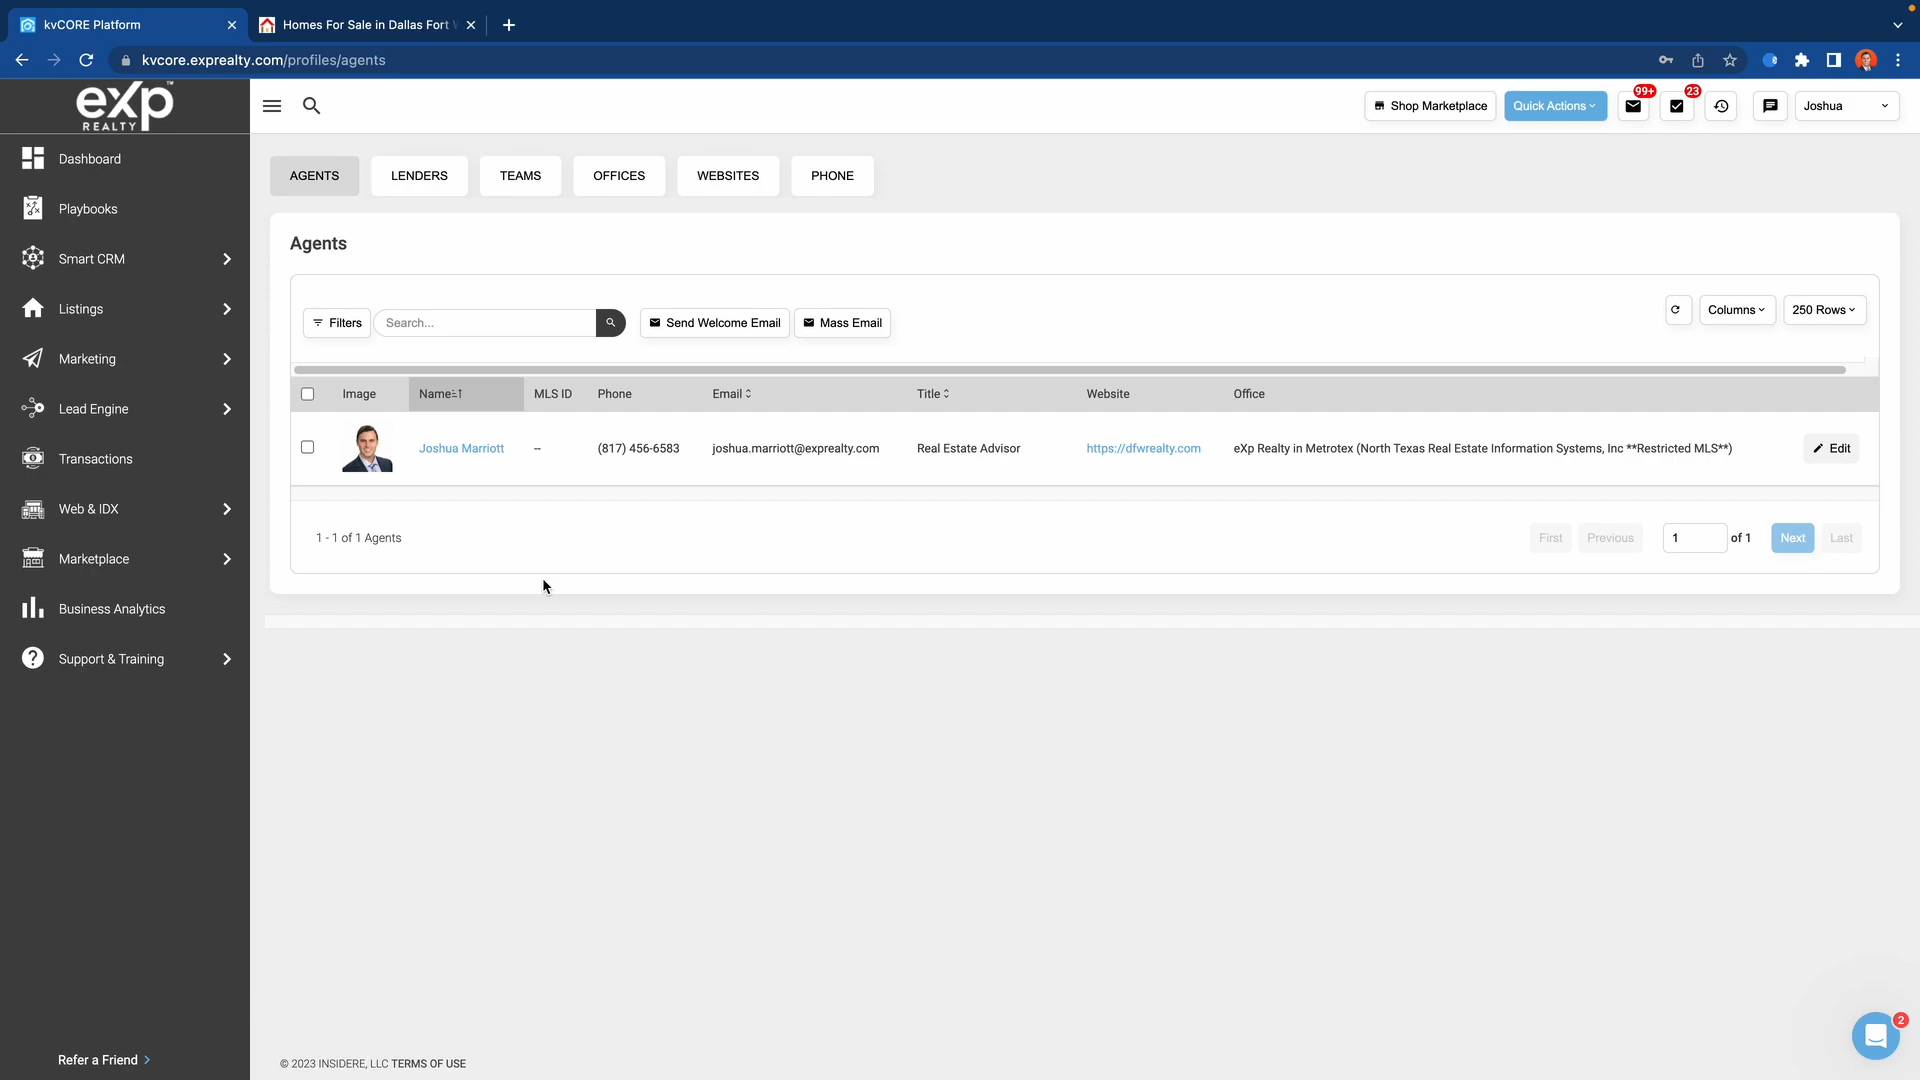 kvCORE Platform
Homes For Sale in Dallas Fort
kvcore.exprealty.com/profiles/agents
eXp
REALTY
TM
Shop Marketplace
Quick Actions
99+
23
Joshua
Dashboard
Playbooks
Smart CRM
Listings
Marketing
Lead Engine
Transactions
Web & IDX
Marketplace
Business Analytics
Support & Training
Refer a Friend
AGENTS
LENDERS
TEAMS
OFFICES
WEBSITES
PHONE
Agents
Filters
Search...
Send Welcome Email
Mass Email
Columns
250 Rows
Image
Name
MLS ID
Phone
Email
Title
Website
Office
Joshua Marriott
--
(817) 456-6583
joshua.marriott@exprealty.com
Real Estate Advisor
https://dfwrealty.com
eXp Realty in Metrotex (North Texas Real Estate Information Systems, Inc **Restricted MLS**)
Edit
1 - 1 of 1 Agents
First
Previous
1
of 1
Next
Last
2
© 2023 INSIDERE, LLC TERMS OF USE